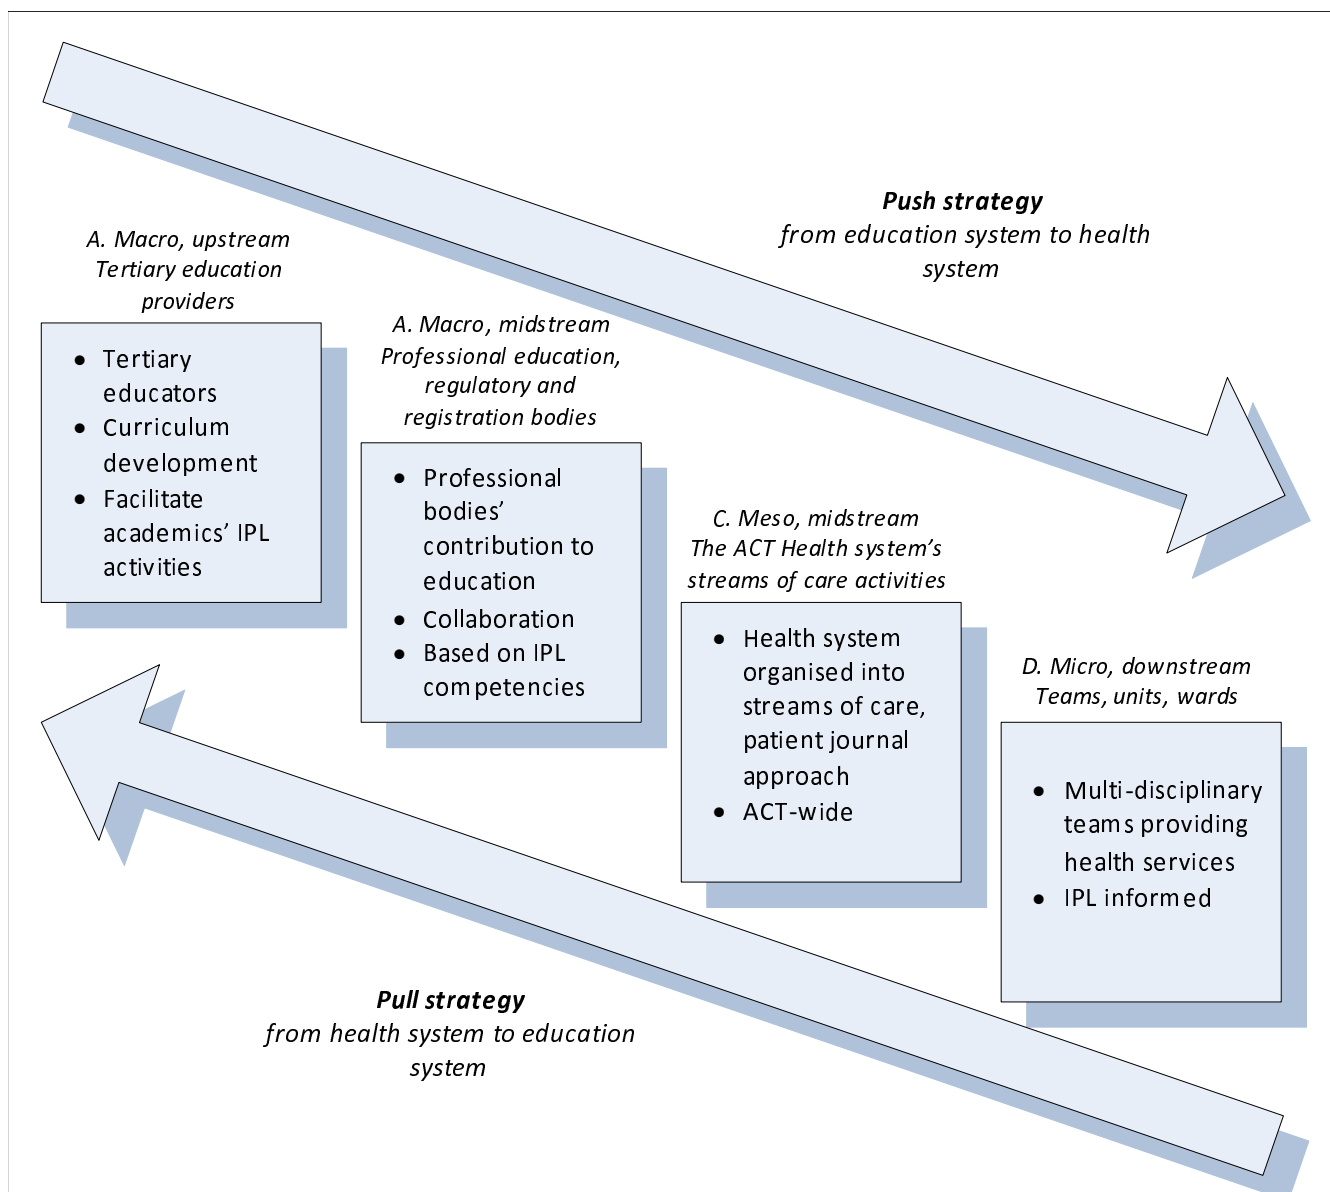 Push strategy
from education system to health
system
A. Macro, upstream
Tertiary education
providers
• Tertiary
educators
• Curriculum
development
• Facilitate
academics’ IPL
activities
A. Macro, midstream
Professional education,
regulatory and
registration bodies
• Professional
bodies’
contribution to
education
• Collaboration
• Based on IPL
competencies
C. Meso, midstream
The ACT Health system’s
streams of care activities
• Health system
organised into
streams of care,
patient journal
approach
• ACT-wide
D. Micro, downstream
Teams, units, wards
• Multi-disciplinary
teams providing
health services
• IPL informed
Pull strategy
from health system to education
system